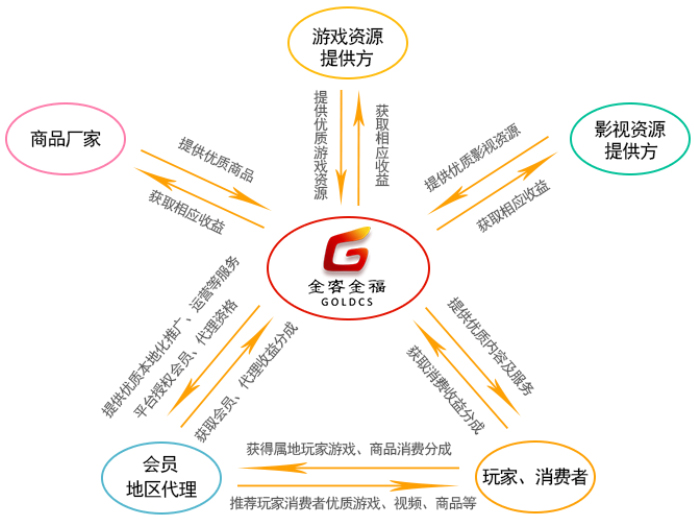 游戏资源
提供方
商品厂家
影视资源
提供方
提供优质商品
获取相应收益
提供优质游戏资源
获取相应收益
提供优质影视资源
获取相应收益
金客金福
GOLDCS
提供优质本地化推广、运营等服务
平台授权会员、代理资格
获取会员、代理收益分成
提供优质内容及服务
获取消费收益分成
会员
地区代理
获得属地玩家游戏、商品消费分成
推荐玩家消费者优质游戏、视频、商品等
玩家、消费者